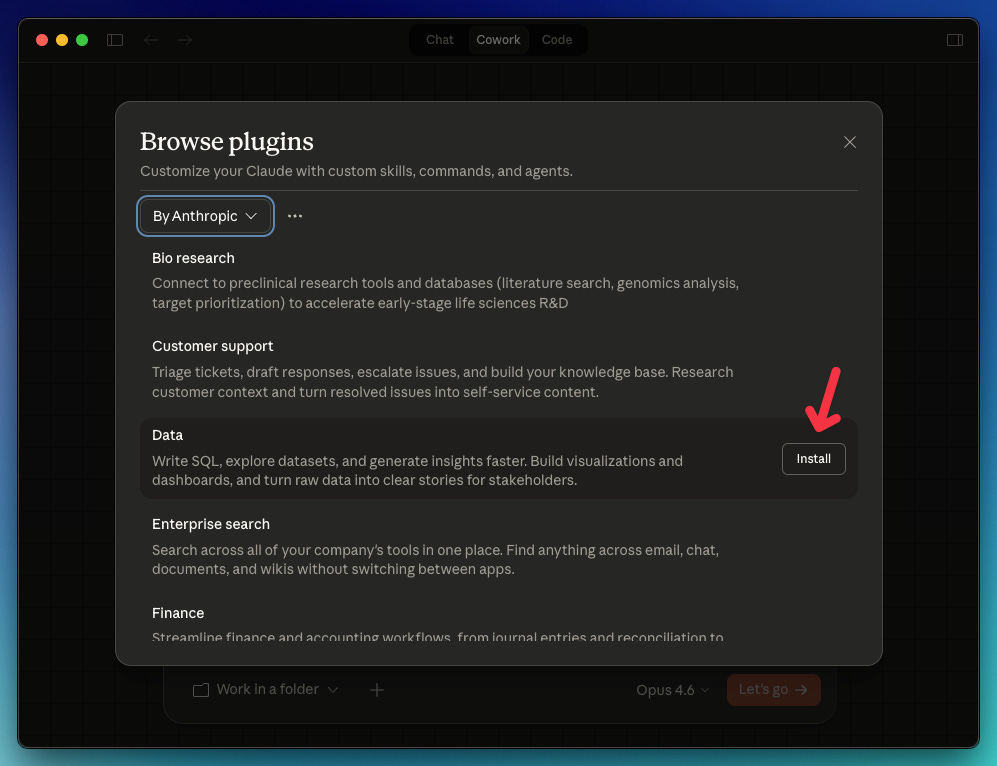 Chat Cowork Code
Browse plugins
Customize your Claude with custom skills, commands, and agents.
By Anthropic
Bio research
Connect to preclinical research tools and databases (literature search, genomics analysis,
target prioritization) to accelerate early-stage life sciences R&D
Customer support
Triage tickets, draft responses, escalate issues, and build your knowledge base. Research
customer context and turn resolved issues into self-service content.
Data
Write SQL, explore datasets, and generate insights faster. Build visualizations and
dashboards, and turn raw data into clear stories for stakeholders.
Install
Enterprise search
Search across all of your company's tools in one place. Find anything across email, chat,
documents, and wikis without switching between apps.
Finance
Streamline finance and accounting workflows, from journal entries and reconciliation to
Work in a folder
Opus 4.6
Let's go →